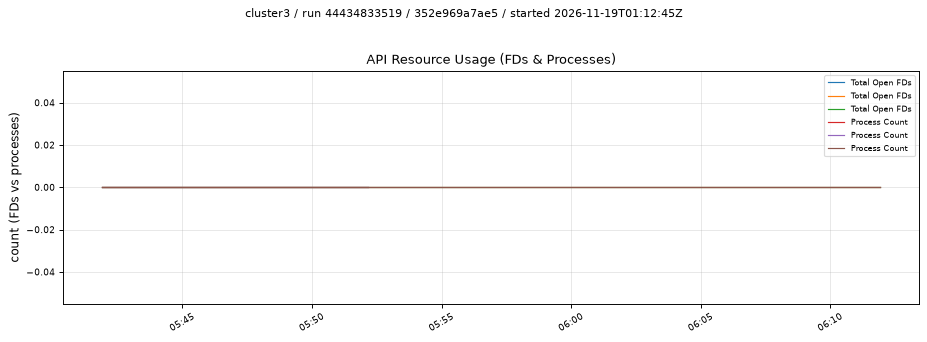 cluster3 / run 44434833519 / 352e969a7ae5 / started 2026-11-19T01:12:45Z
API Resource Usage (FDs & Processes)
count (FDs vs processes)
0.04
0.02
0.00
−0.02
−0.04
Total Open FDs
Total Open FDs
Total Open FDs
Process Count
Process Count
Process Count
05:45
05:50
05:55
06:00
06:05
06:10